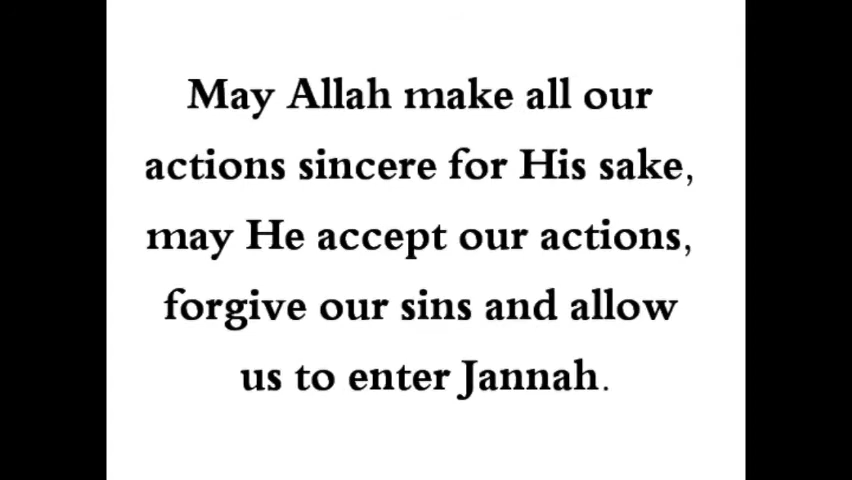 May Allah make all our
actions sincere for His sake,
may He accept our actions,
forgive our sins and allow
us to enter Jannah.